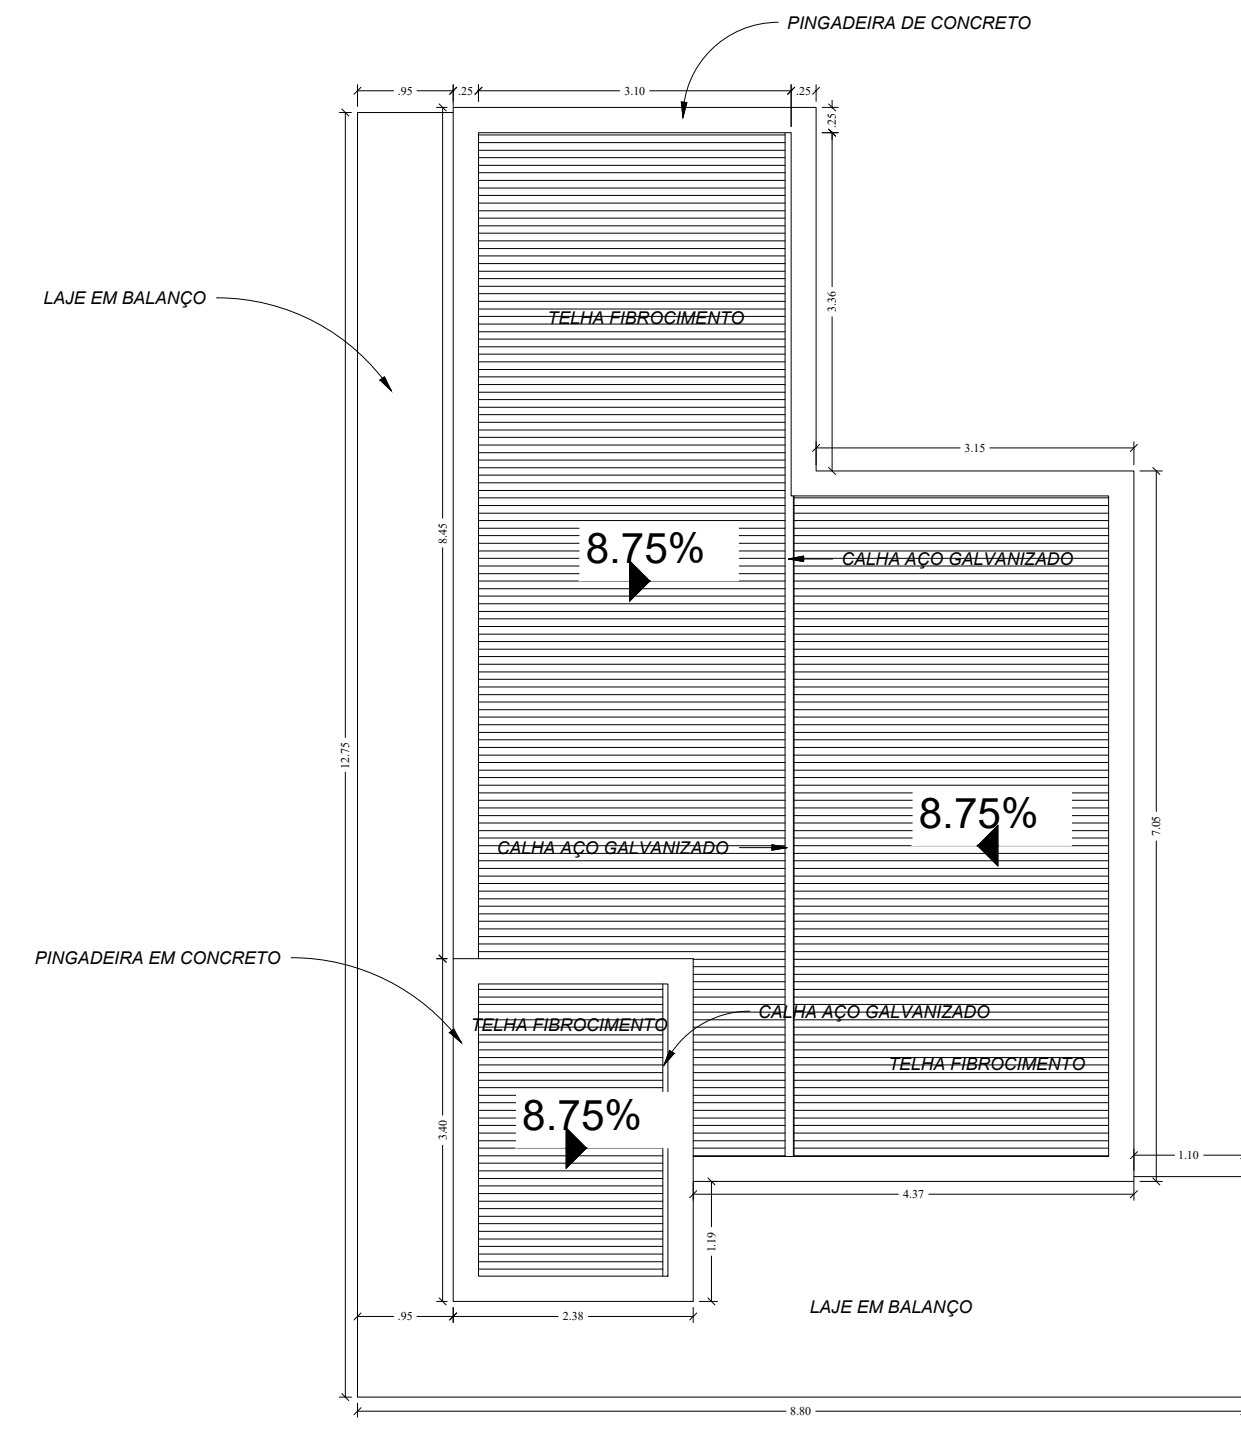 PINGADEIRA DE CONCRETO
.95
.25
3.10
.25
.25
LAJE EM BALANÇO
3.36
TELHA FIBROCIMENTO
3.15
8.45
8.75%
CALHA AÇO GALVANIZADO
12.75
8.75%
7.05
CALHA AÇO GALVANIZADO
PINGADEIRA EM CONCRETO
CALHA AÇO GALVANIZADO
TELHA FIBROCIMENTO
TELHA FIBROCIMENTO
8.75%
3.40
1.10
4.37
1.19
LAJE EM BALANÇO
.95
2.38
8.80